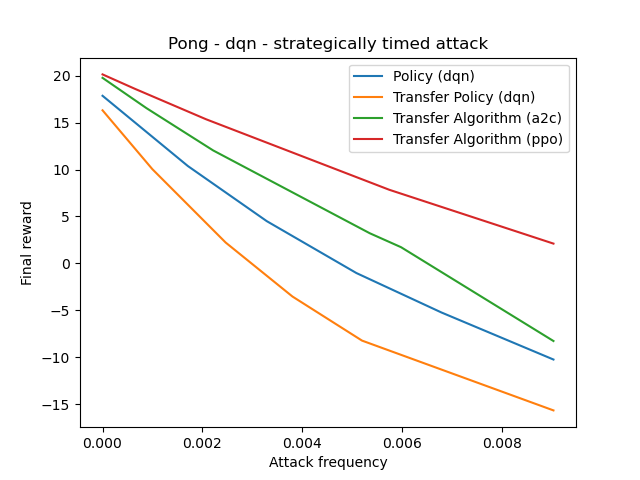 Pong - dqn - strategically timed attack
Policy (dqn)
Transfer Policy (dqn)
Transfer Algorithm (a2c)
Transfer Algorithm (ppo)
Final reward
20
15
10
5
0
−5
−10
−15
0.000 0.002 0.004 0.006 0.008
Attack frequency